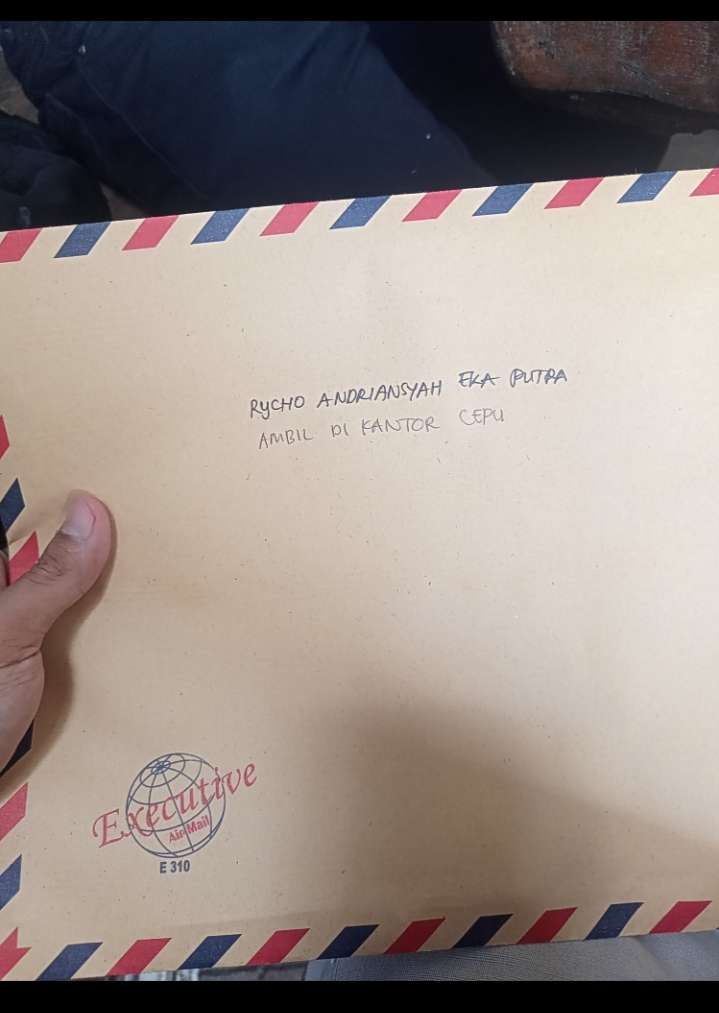 RYCHO ANDRIANSYAH EKA PUTRA
AMBIL DI KANTOR CEPU
Executive
Air Mail
E 310